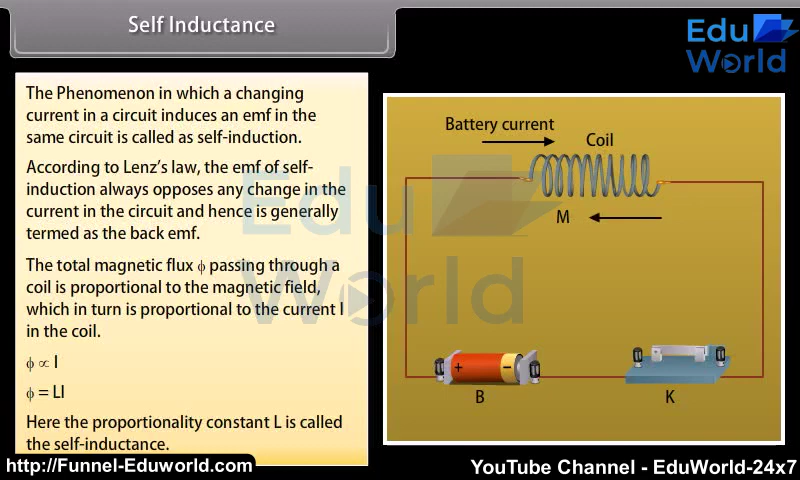 Self Inductance
Edu
World
The Phenomenon in which a changing
current in a circuit induces an emf in the
same circuit is called as self-induction.
According to Lenz's law, the emf of self-
induction always opposes any change in the
current in the circuit and hence is generally
termed as the back emf.
The total magnetic flux ϕ passing through a
coil is proportional to the magnetic field,
which in turn is proportional to the current I
in the coil.
ϕ ∝ I
ϕ = LI
Here the proportionality constant L is called
the self-inductance.
Battery current
Coil
M
+ −
B
K
Edu
World
http://Funnel-Eduworld.com
YouTube Channel - EduWorld-24x7